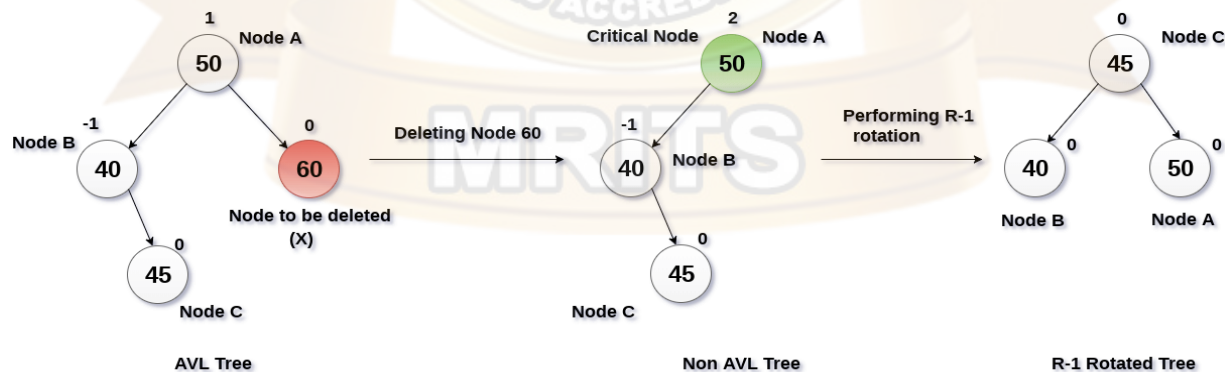 ACCRED
MRITS
1
Node A
50
-1
Node B
40
0
60
Node to be deleted
(X)
0
45
Node C
AVL Tree
Deleting Node 60
2
Critical Node
Node A
50
-1
40
Node B
0
45
Node C
Non AVL Tree
Performing R-1
rotation
0
Node C
45
0
40
Node B
0
50
Node A
R-1 Rotated Tree